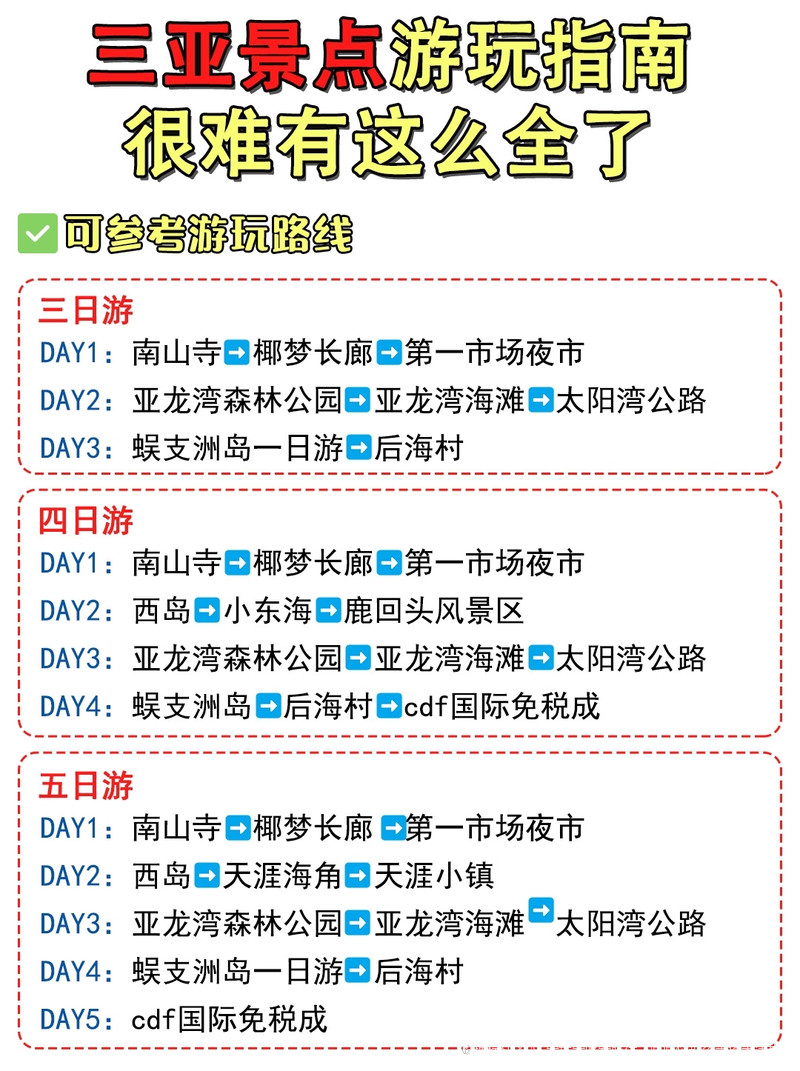 三亚景点游玩指南
很难有这么全了
✅可参考游玩路线
三日游
DAY1：南山寺➡椰梦长廊➡第一市场夜市
DAY2：亚龙湾森林公园➡亚龙湾海滩➡太阳湾公路
DAY3：蜈支洲岛一日游➡后海村
四日游
DAY1：南山寺➡椰梦长廊➡第一市场夜市
DAY2：西岛➡小东海➡鹿回头风景区
DAY3：亚龙湾森林公园➡亚龙湾海滩➡太阳湾公路
DAY4：蜈支洲岛➡后海村➡cdf国际免税成
五日游
DAY1：南山寺➡椰梦长廊 ➡第一市场夜市
DAY2：西岛➡天涯海角➡天涯小镇
DAY3：亚龙湾森林公园➡亚龙湾海滩➡太阳湾公路
DAY4：蜈支洲岛一日游➡后海村
DAY5：cdf国际免税成